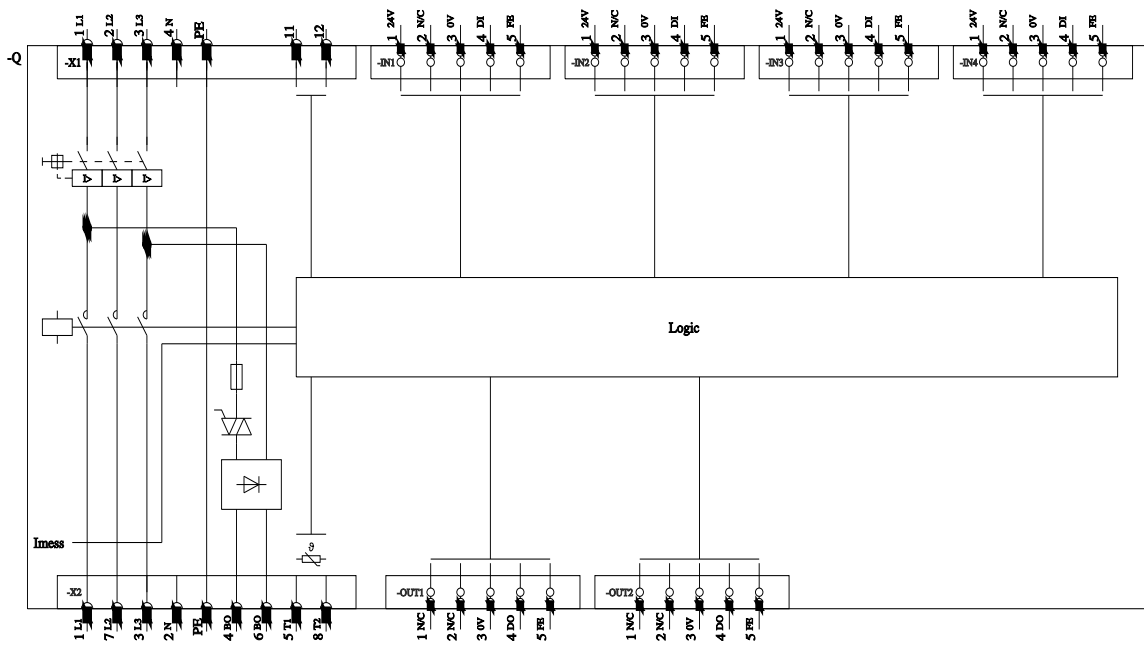 1 L1
2 L2
3 L3
4 N
PE
11
12
1 24V
2 N/C
3 0V
4 DI
5 FE
1 24V
2 N/C
3 0V
4 DI
5 FE
1 24V
2 N/C
3 0V
4 DI
5 FE
1 24V
2 N/C
3 0V
4 DI
5 FE
-Q
-X1
-IN1
-IN2
-IN3
-IN4
I>
I>
I>
Logic
Imess
ϑ
-X2
-OUT1
-OUT2
1 L1
7 L2
3 L3
2 N
PE
4 BO
6 BO
5 T1
8 T2
1 N/C
2 N/C
3 0V
4 DO
5 FE
1 N/C
2 N/C
3 0V
4 DO
5 FE